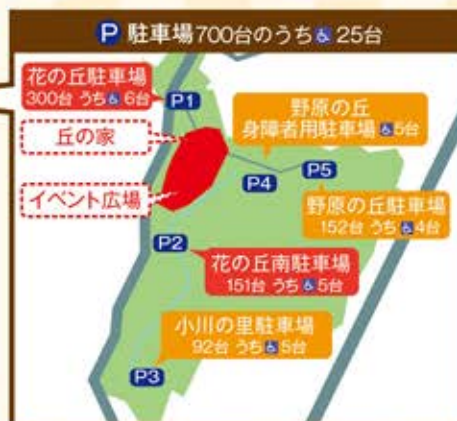 P 駐車場700台のうち♿25台
花の丘駐車場
300台 うち♿6台
P1
丘の家
野原の丘
身障者用駐車場♿5台
P5
P4
イベント広場
野原の丘駐車場
152台 うち♿4台
P2
花の丘南駐車場
151台 うち♿5台
小川の里駐車場
92台 うち♿5台
P3